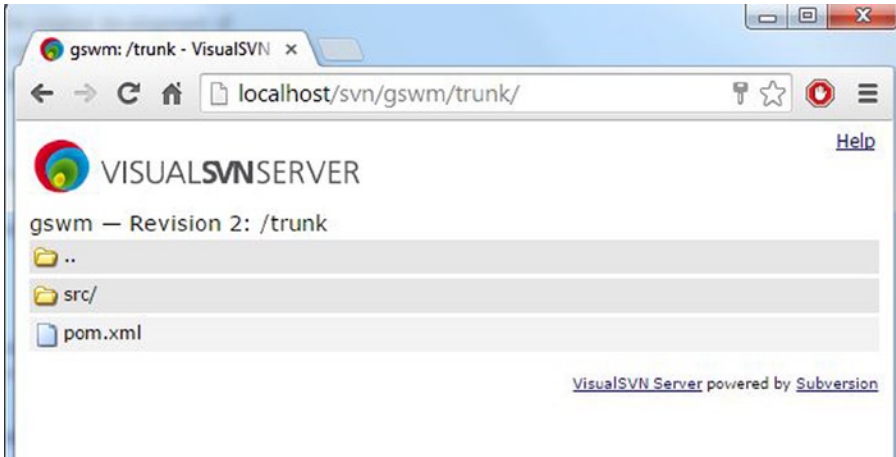 gswm: /trunk - VisualSVN
localhost/svn/gswm/trunk/
Help
VISUALSVNSERVER
gswm — Revision 2: /trunk
..
src/
pom.xml
VisualSVN Server powered by Subversion